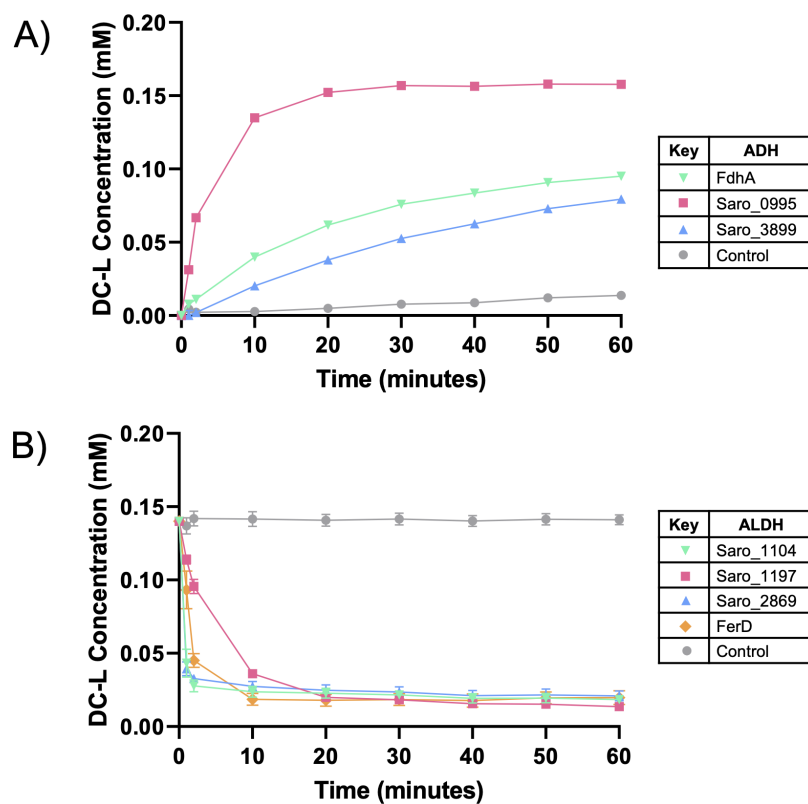 A)
DC-L Concentration (mM)
0.20
0.15
0.10
0.05
0.00
0 10 20 30 40 50 60
Time (minutes)
Key ADH
FdhA
Saro_0995
Saro_3899
Control
B)
DC-L Concentration (mM)
0.20
0.15
0.10
0.05
0.00
0 10 20 30 40 50 60
Time (minutes)
Key ALDH
Saro_1104
Saro_1197
Saro_2869
FerD
Control